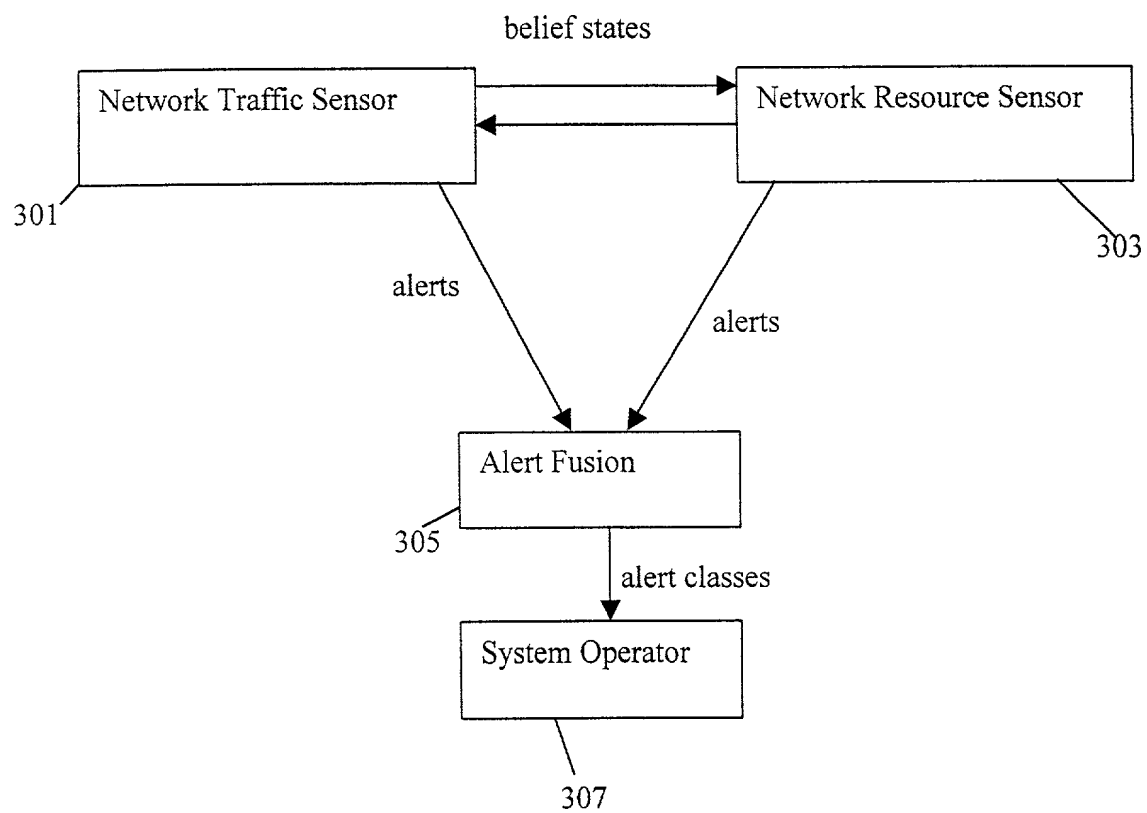 belief states
Network Traffic Sensor
Network Resource Sensor
301
303
alerts
alerts
Alert Fusion
305
alert classes
System Operator
307